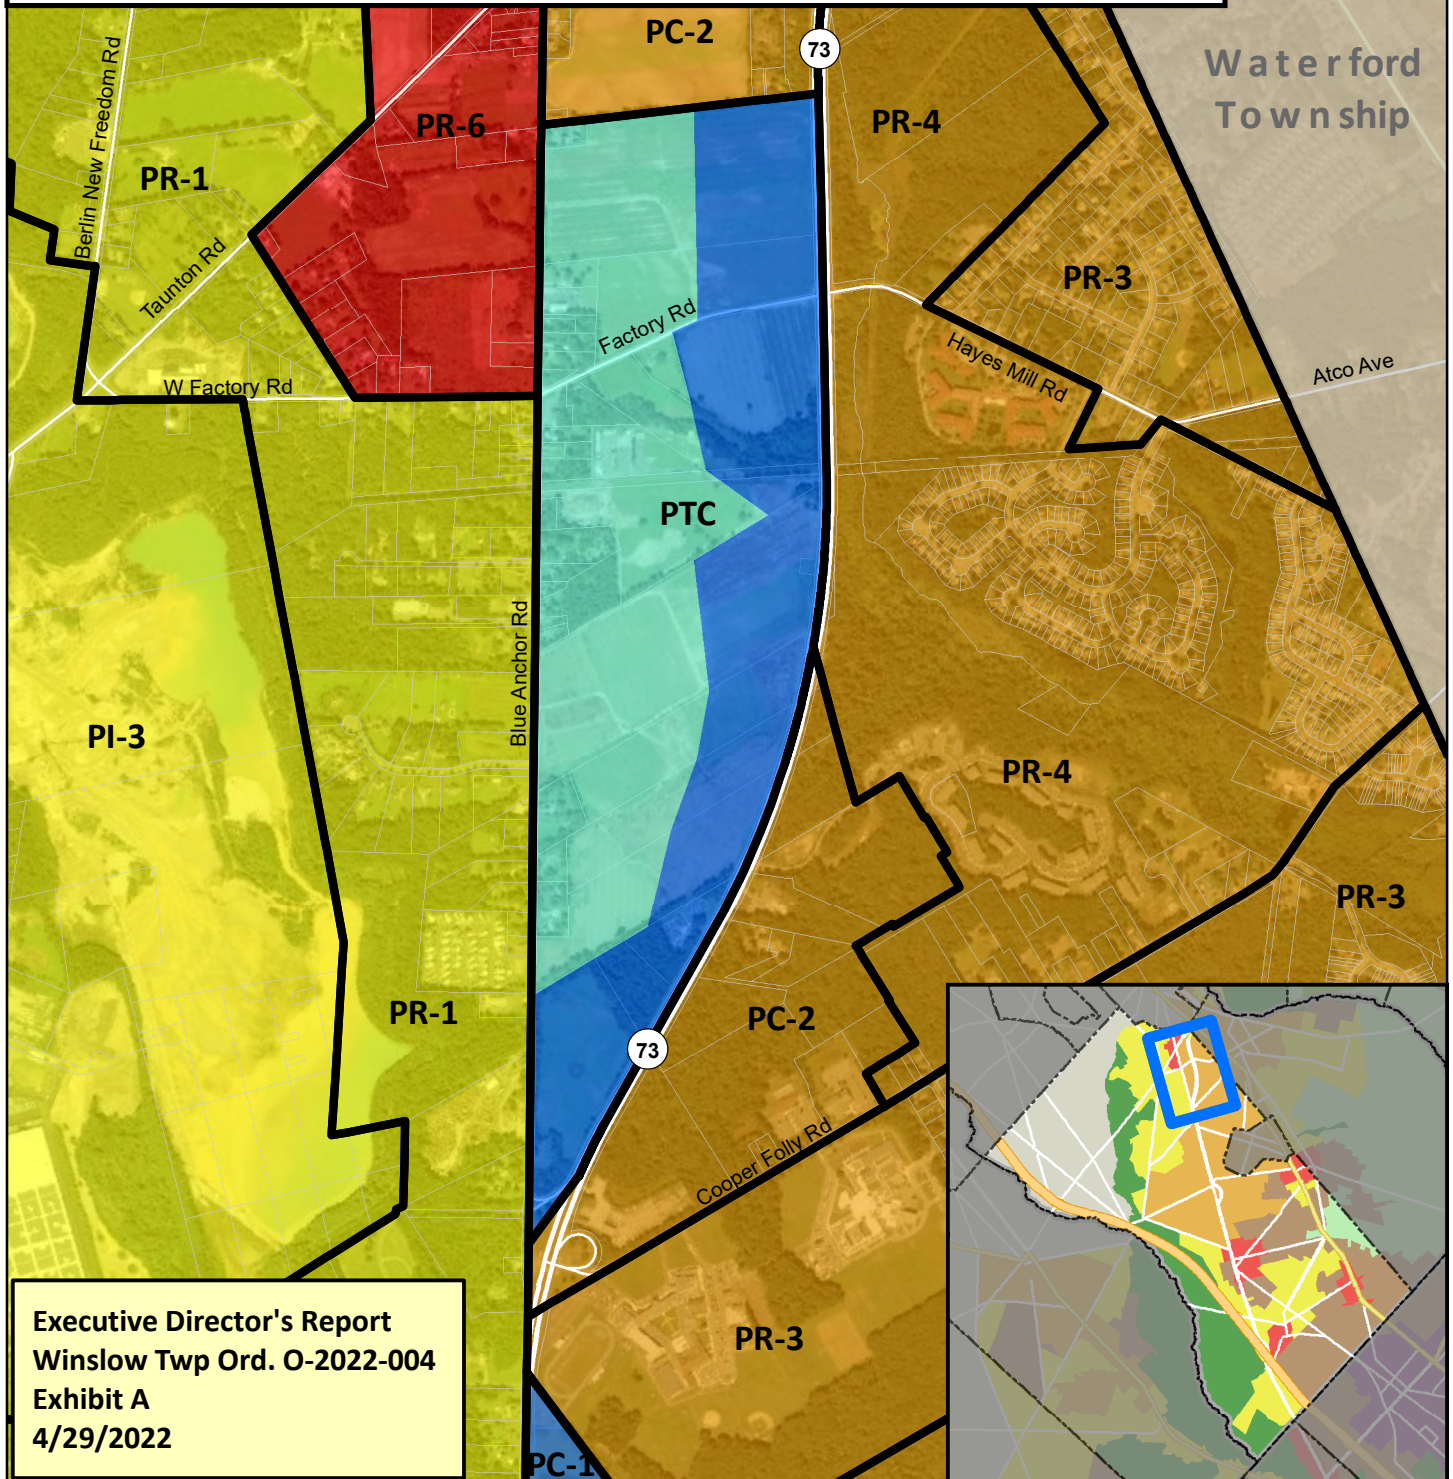 PC-2
73
Waterford
Township
Berlin New Freedom Rd
PR-6
PR-4
PR-1
Taunton Rd
PR-3
Factory Rd
Hayes Mill Rd
Atco Ave
W Factory Rd
PTC
Blue Anchor Rd
PI-3
PR-4
PR-3
PR-1
PC-2
73
Cooper Folly Rd
PR-3
PC-1
Executive Director's Report
Winslow Twp Ord. O-2022-004
Exhibit A
4/29/2022